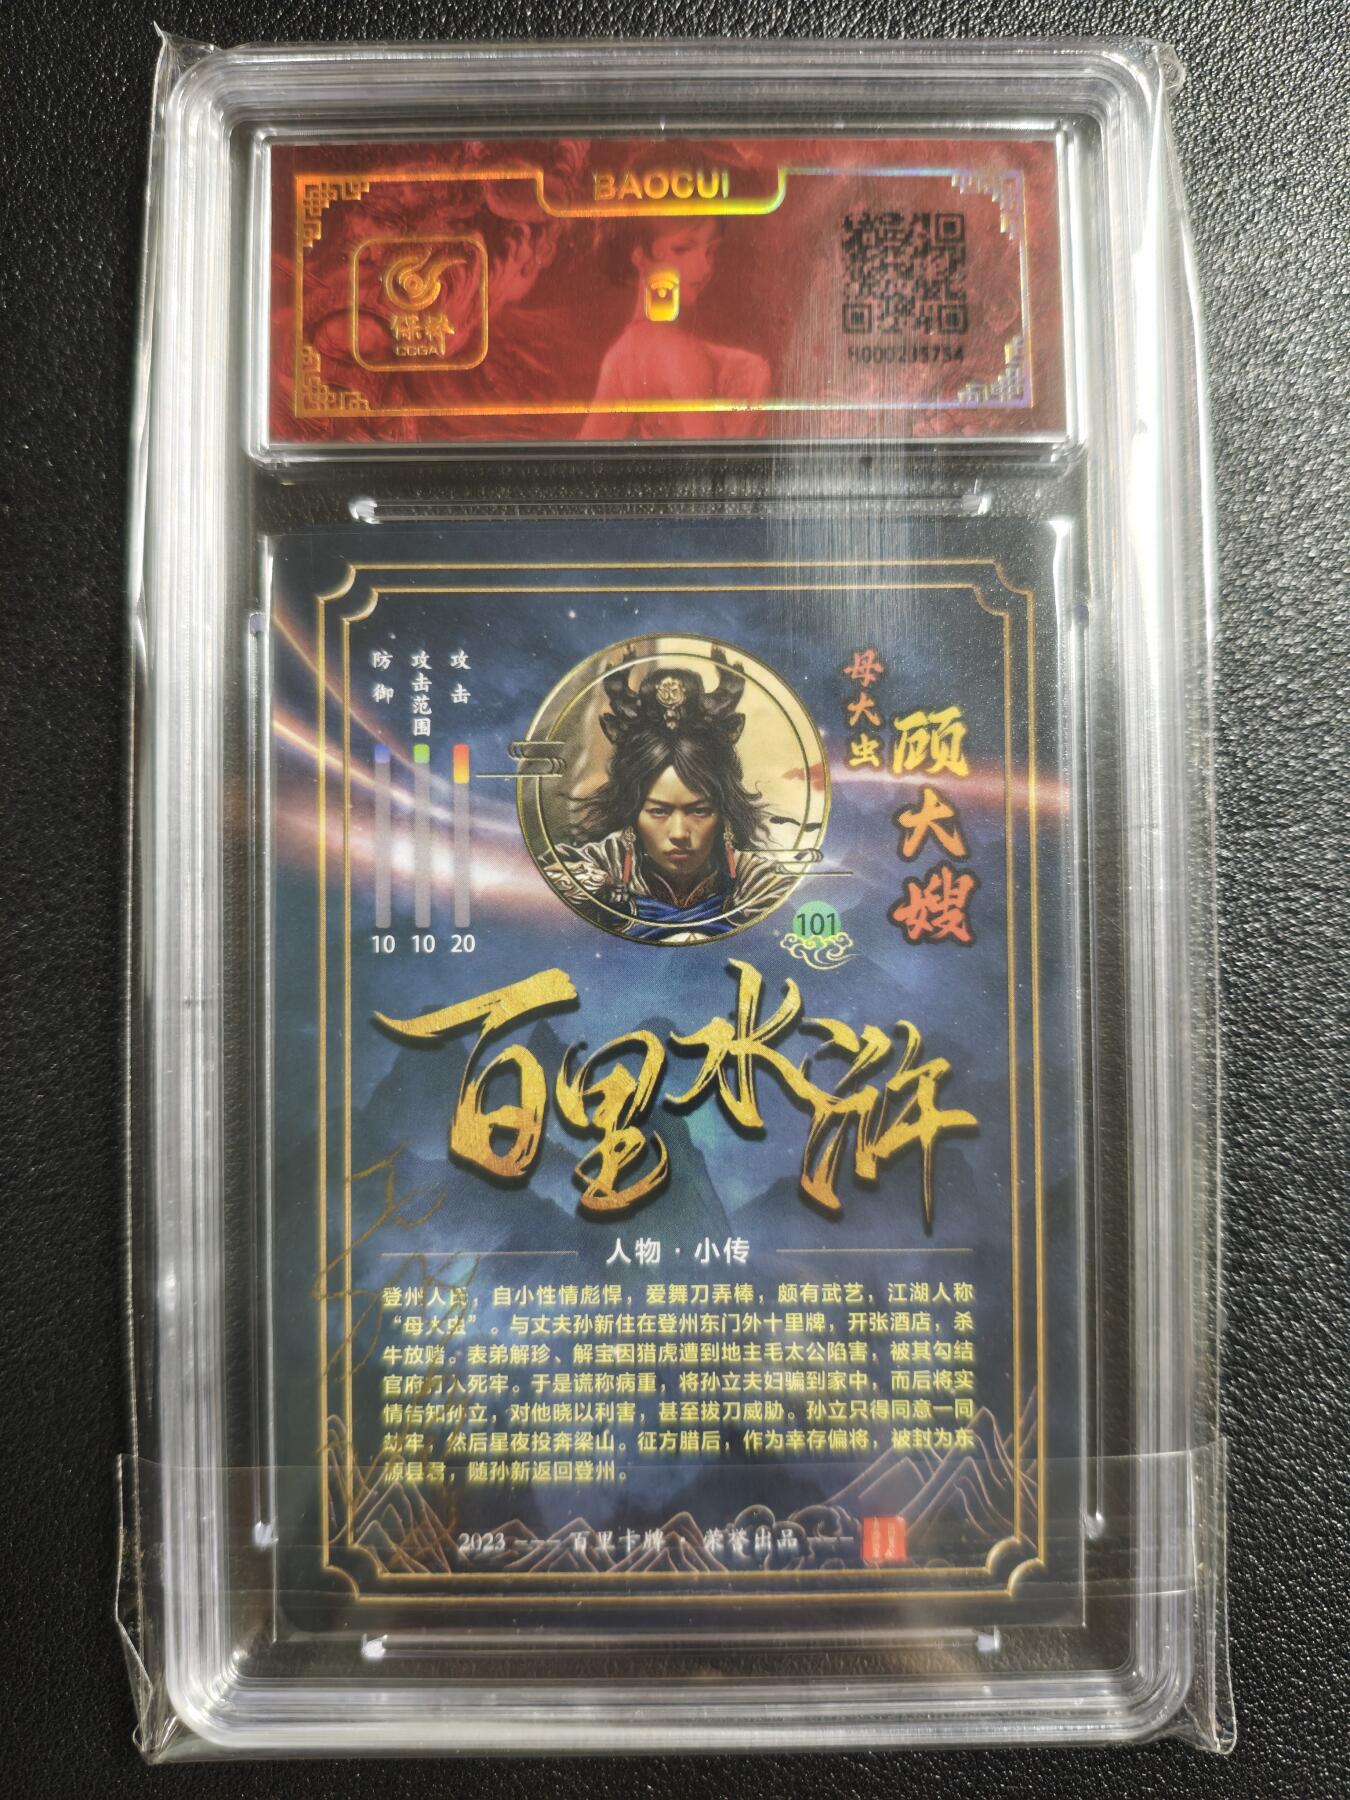 BAOCUI
保粹
CCGA
防御
攻击范围
攻击
10 10 20
母大虫
顾大嫂
101
百里水浒
人物·小传
登州人氏，自小性情彪悍，爱舞刀弄棒，颇有武艺，江湖人称
“母大虫”。与丈夫孙新住在登州东门外十里牌，开张酒店，杀
牛放赌。表弟解珍、解宝因猎虎遭到地主毛太公陷害，被其勾结
官府打入死牢。于是谎称病重，将孙立夫妇骗到家中，而后将实
情告知孙立，对他晓以利害，甚至拔刀威胁。孙立只得同意一同
劫牢，然后星夜投奔梁山。征方腊后，作为幸存偏将，被封为东
源县君，随孙新返回登州。
2023 --- 百里卡牌 · 荣誉出品 ---